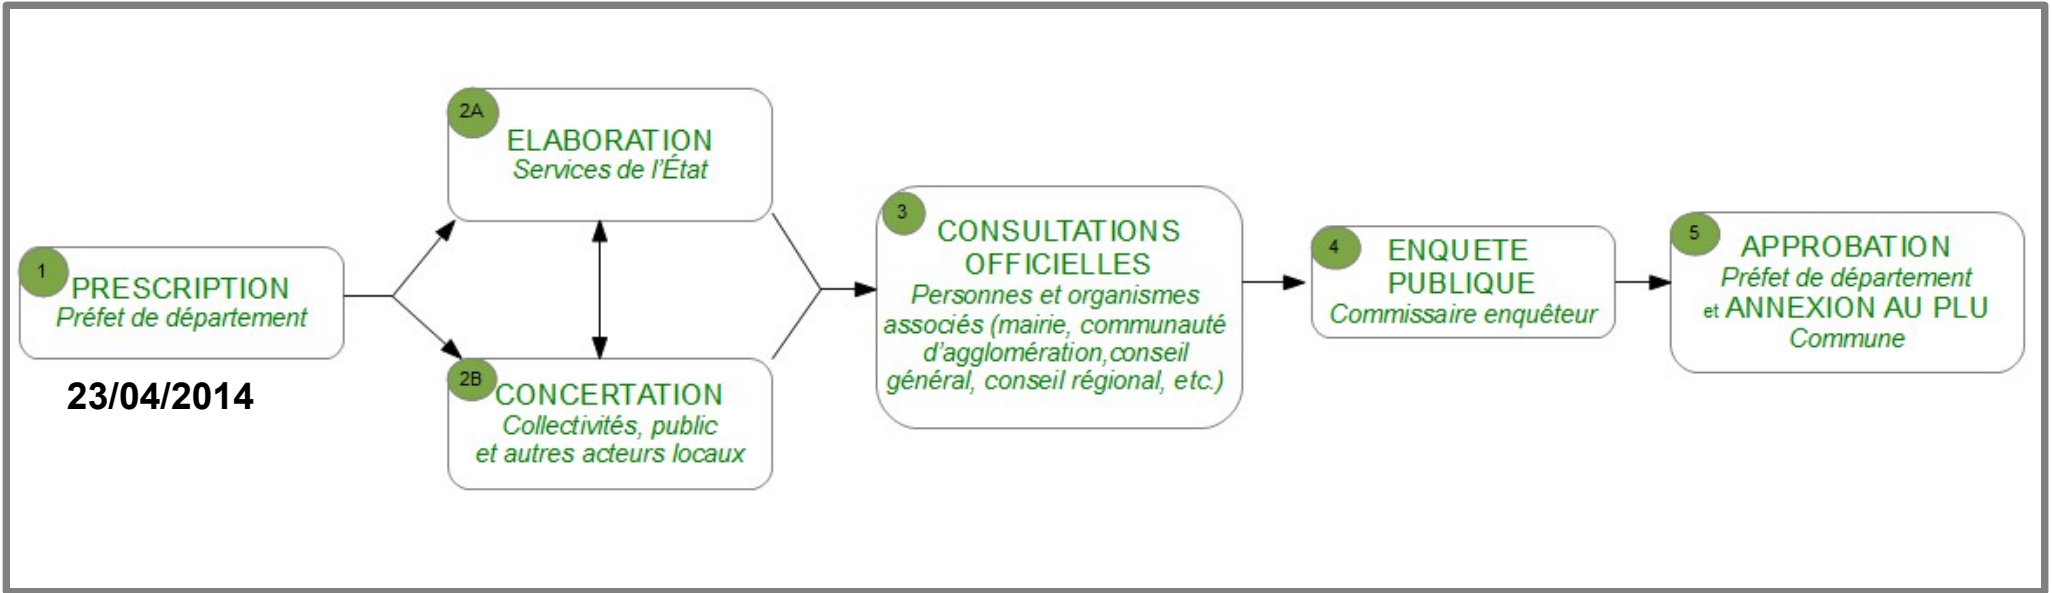 1
PRESCRIPTION
Préfet de département
23/04/2014
2A
ELABORATION
Services de l'État
2B
CONCERTATION
Collectivités, public
et autres acteurs locaux
3
CONSULTATIONS
OFFICIELLES
Personnes et organismes
associés (mairie, communauté
d'agglomération,conseil
général, conseil régional, etc.)
4
ENQUETE
PUBLIQUE
Commissaire enquêteur
5
APPROBATION
Préfet de département
et ANNEXION AU PLU
Commune